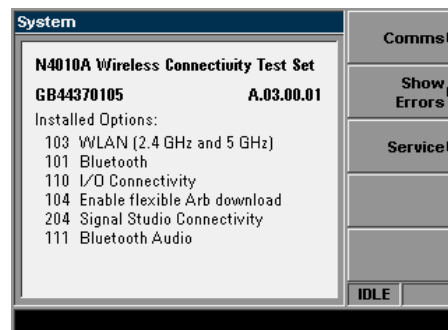 System
N4010A Wireless Connectivity Test Set
GB44370105 A.03.00.01
Installed Options:
103 WLAN (2.4 GHz and 5 GHz)
101 Bluetooth
110 I/O Connectivity
104 Enable flexible Arb download
204 Signal Studio Connectivity
111 Bluetooth Audio
Comms
Show
Errors
Service
IDLE